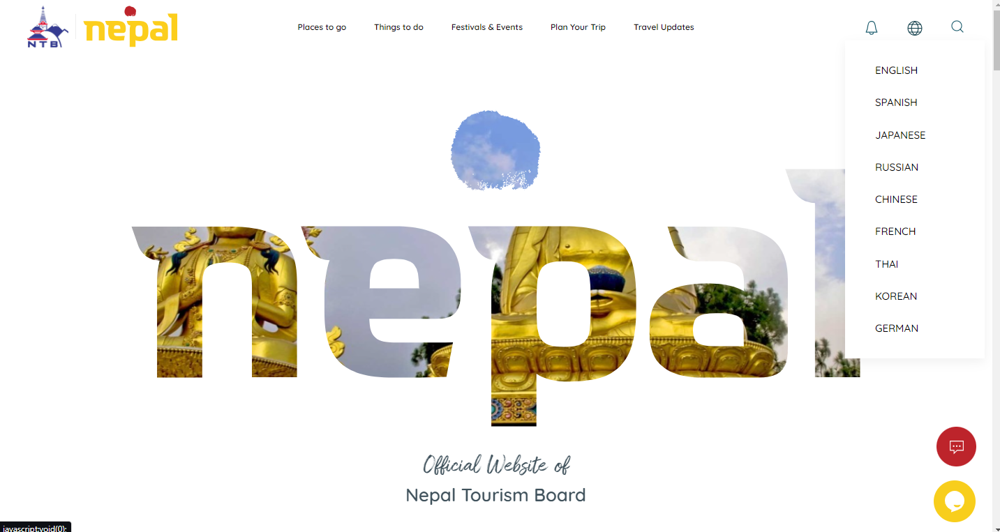 NTB
nepal
Places to go
Things to do
Festivals & Events
Plan Your Trip
Travel Updates
ENGLISH
SPANISH
JAPANESE
RUSSIAN
CHINESE
FRENCH
THAI
KOREAN
GERMAN
nepal
Official Website of
Nepal Tourism Board
javascript:void(0);